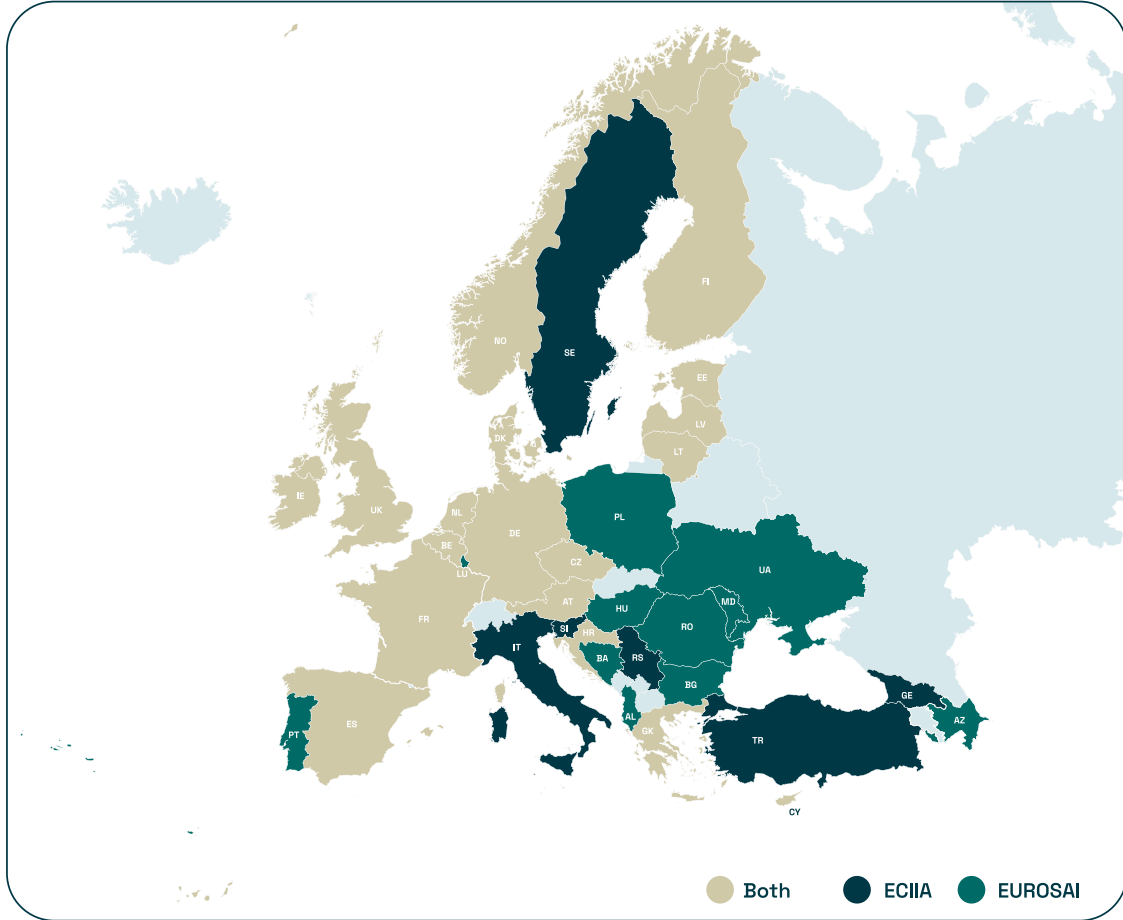 FI
NO
SE
EE
LV
DK
LT
IE
UK
NL
PL
DE
BE
CZ
UA
LU
AT
MD
HU
FR
RO
SI
HR
IT
BA
RS
BG
GE
ES
AL
PT
GK
TR
AZ
CY
Both ECIIA EUROSAI